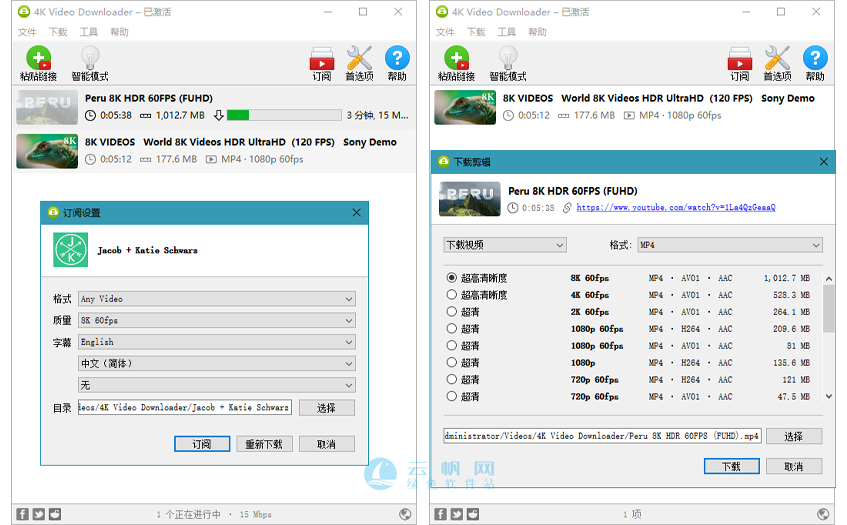 4K Video Downloader – 已激活
文件 下载 工具 帮助
粘贴链接 智能模式 订阅 首选项 帮助
PERU
Peru 8K HDR 60FPS (FUHD)
0:05:38 1,012.7 MB 3 分钟, 15 M...
8K
8K VIDEOS World 8K Videos HDR UltraHD (120 FPS) Sony Demo
0:05:12 177.6 MB MP4 · 1080p 60fps
订阅设置
J K
Jacob + Katie Schwarz
格式 Any Video
质量 8K 60fps
字幕 English
中文（简体）
无
目录 leos/4K Video Downloader/Jacob + Katie Schwarz 选择
订阅 重新下载 取消
1 个正在进行中 · 15 Mbps
4K Video Downloader – 已激活
文件 下载 工具 帮助
粘贴链接 智能模式 订阅 首选项 帮助
8K
8K VIDEOS World 8K Videos HDR UltraHD (120 FPS) Sony Demo
0:05:12 177.6 MB MP4 · 1080p 60fps
下载剪辑
PERU
Peru 8K HDR 60FPS (FUHD)
0:05:38 https://www.youtube.com/watch?v=1La4QzGeaaQ
下载视频 格式: MP4
超高清晰度 8K 60fps MP4 · AV01 · AAC 1,012.7 MB
超高清晰度 4K 60fps MP4 · AV01 · AAC 528.3 MB
超清 2K 60fps MP4 · AV01 · AAC 264.1 MB
超清 1080p 60fps MP4 · H264 · AAC 209.6 MB
超清 1080p 60fps MP4 · AV01 · AAC 81 MB
超清 1080p MP4 · H264 · AAC 135.6 MB
超清 720p 60fps MP4 · H264 · AAC 121 MB
超清 720p 60fps MP4 · AV01 · AAC 47.5 MB
dministrator/Videos/4K Video Downloader/Peru 8K HDR 60FPS (FUHD).mp4 选择
下载 取消
云帆网
绿色软件站
1 项